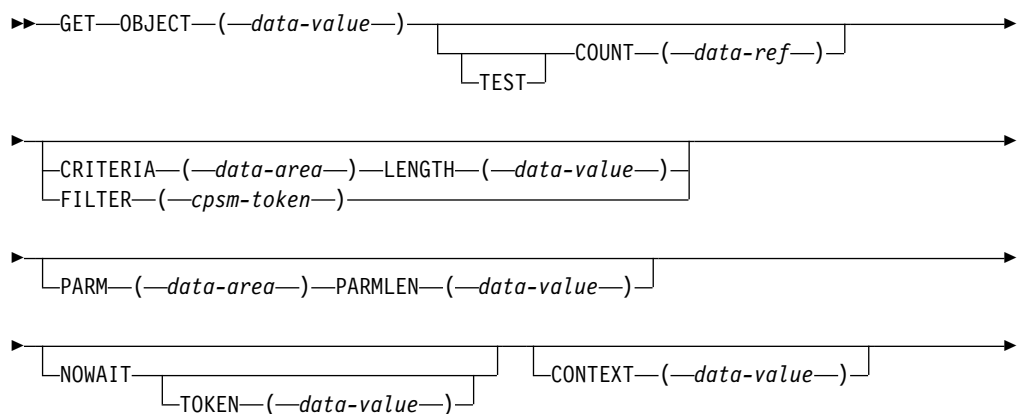 GET OBJECT ( data-value )
COUNT ( data-ref )
TEST
CRITERIA ( data-area ) LENGTH ( data-value )
FILTER ( cpsm-token )
PARM ( data-area ) PARMLEN ( data-value )
NOWAIT
CONTEXT ( data-value )
TOKEN ( data-value )